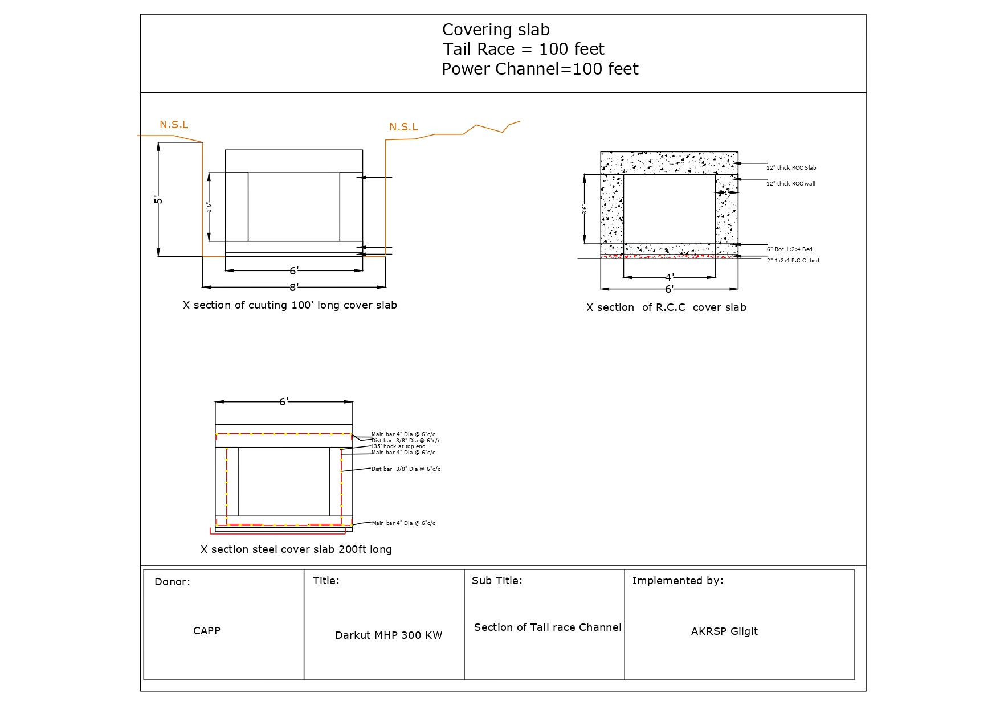 Covering slab
Tail Race = 100 feet
Power Channel=100 feet
N.S.L
N.S.L
5'
3'6"
6'
8'
X section of cuuting 100' long cover slab
12" thick RCC Slab
12" thick RCC wall
1'
3'6"
6" Rcc 1:2:4 Bed
2" 1:2:4 P.C.C bed
4'
6'
X section of R.C.C cover slab
6'
Main bar 4" Dia @ 6"c/c
Dist bar 3/8" Dia @ 6"c/c
135' hook at top end
Main bar 4" Dia @ 6"c/c
Dist bar 3/8" Dia @ 6"c/c
Main bar 4" Dia @ 6"c/c
X section steel cover slab 200ft long
Donor:
CAPP
Title:
Darkut MHP 300 KW
Sub Title:
Section of Tail race Channel
Implemented by:
AKRSP Gilgit